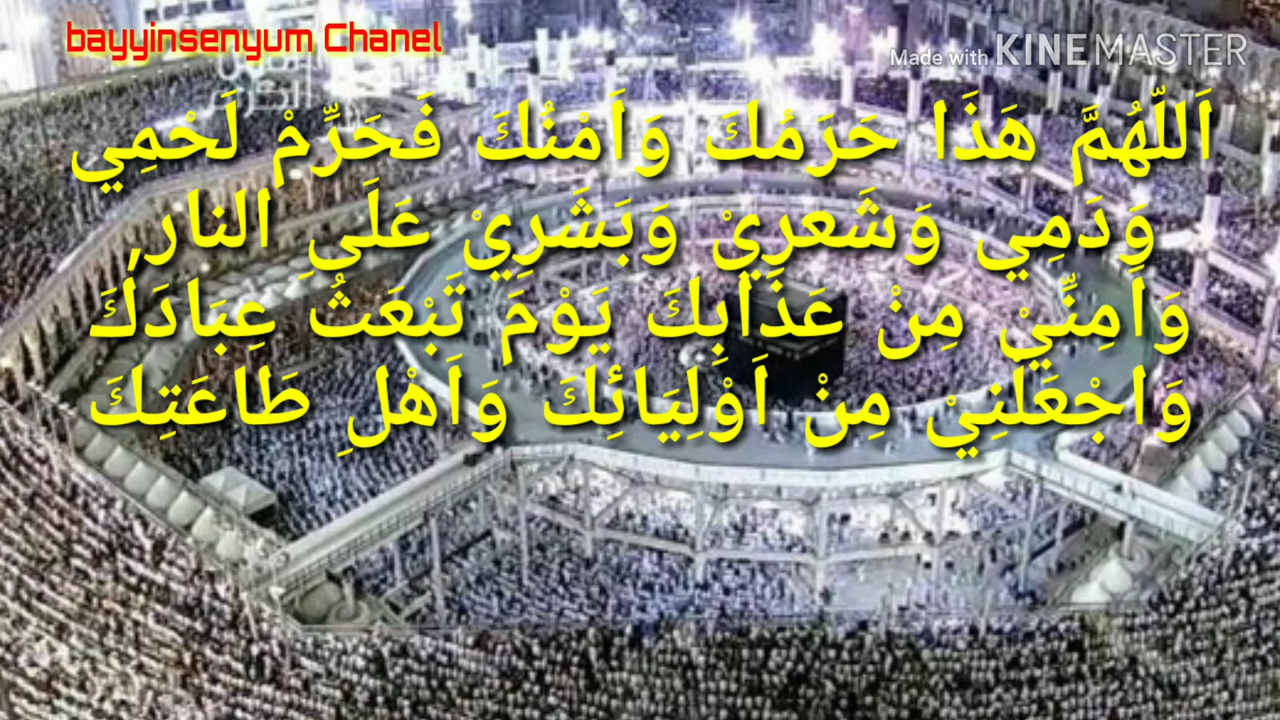 bayyinsenyum Chanel
Made with KINEMASTER
اَللّهُمَّ هَذَا حَرَمُكَ وَاَمْنُكَ فَحَرِّمْ لَحْمِي
وَدَمِي وَشَعرِيْ وَبَشَرِيْ عَلَىِ النار,
وَاَمِنِّيْ مِنْ عَذَابِكَ يَوْمَ تَبْعَثُ عِبَادَكَ
وَاجْعَلْنِيْ مِنْ اَوْلِيَائِكَ وَاَهْلِ طَاعَتِكَ